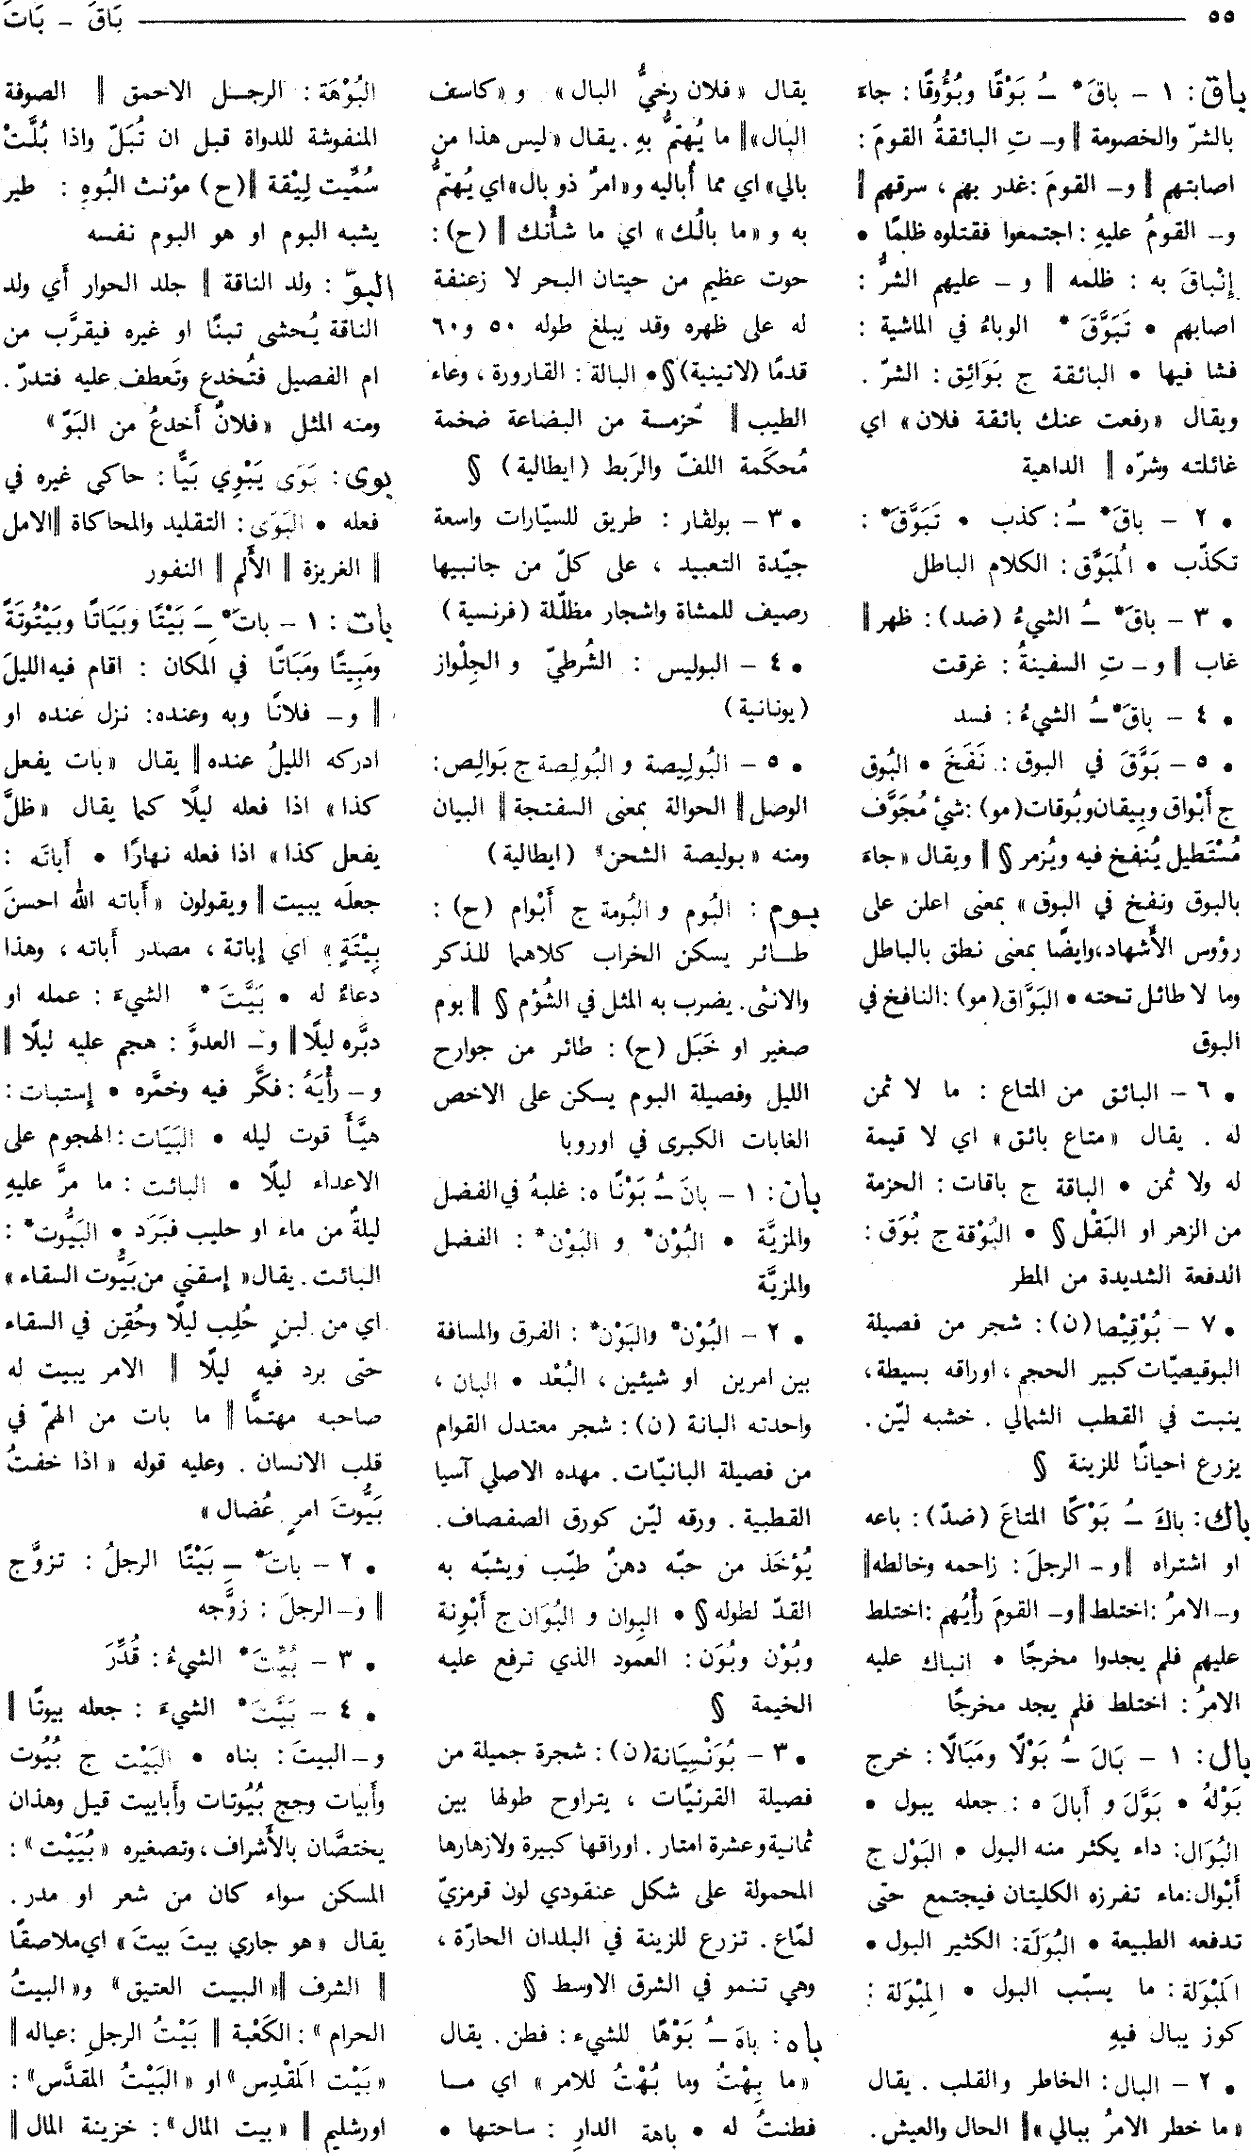 ٥٥ بَاقَ – بَاتَ
باق: ١ – باقَ* ـُ بَوْقًا وبُؤُوقًا: جاءَ
بالشرّ والخصومة ‖ و– تِ البائقةُ القومَ:
اصابتهم ‖ و– القومَ: غدر بهم، سرقهم ‖
و– القومُ عليهِ: اجتمعوا فقتلوه ظلمًا •
إنْباقَ به: ظلمه ‖ و – عليهم الشرُّ:
اصابهم • تَبَوَّقَ* الوباءُ في الماشية:
فشا فيها • البائقة ج بَوَائِق: الشرّ.
ويقال «رفعت عنك بائقة فلان» اي
غائلته وشرّه ‖ الداهية
• ٢ – باقَ* ـُ: كذب • تَبَوَّقَ*:
تكذّب • المُبَوَّق: الكلام الباطل
• ٣ – باقَ* ـُ الشيءُ (ضد): ظهر ‖
غاب ‖ و – تِ السفينةُ: غرقت
• ٤ – باقَ* ـُ الشيءُ: فسد
• ٥ – بَوَّقَ في البوق: نَفَخَ • البُوق
ج أَبْواق وبِيقان وبُوقات (مو): شيءٌ مُجَوَّف
مُسْتَطيل يُنفخ فيه ويُزمر § ‖ ويقال «جاءَ
بالبوق ونفخ في البوق» بمعنى اعلن على
رؤوس الأَشهاد، وايضًا بمعنى نطق بالباطل
وما لا طائل تحته • البَوَّاق (مو): النافخ في
البوق
• ٦ – البائق من المتاع: ما لا ثمن
له. يقال «متاع بائق» اي لا قيمة
له ولا ثمن • الباقة ج باقات: الحزمة
من الزهر او البَقْل § • البُوْقة ج بُوَق:
الدفعة الشديدة من المطر
• ٧ – بُوْقِيْصا (ن): شجر من فصيلة
البوقيصيّات كبير الحجم، اوراقه بسيطة،
ينبت في القطب الشمالي. خشبه ليّن.
يزرع احيانًا للزينة §
باك: باكَ ـُ بَوْكًا المتاعَ (ضدّ): باعه
او اشتراه ‖ و – الرجلَ: زاحمه وخالطه ‖
و– الامرُ: اختلط ‖ و– القومَ رأْيُهم: اختلط
عليهم فلم يجدوا مخرجًا • انباك عليه
الامرُ: اختلط فلم يجد مخرجًا
بال: ١ – بَالَ ـُ بَوْلًا ومَبَالًا: خرج
بَوْلهُ • بَوَّلَ و أَبالَ ه: جعله يبول •
البُوَال: داء يكثر منه البول • البَوْل ج
أَبْوال: ماء تفرزه الكليتان فيجتمع حتى
تدفعه الطبيعة • البُوَلَة: الكثير البول •
المَبْوَلة: ما يسبّب البول • المِبْوَلة:
كوز يبال فيهِ
• ٢ – البال: الخاطر والقلب. يقال
«ما خطر الامرُ ببالي» ‖ الحال والعيش.
يقال «فلان رخيُّ البال» و«كاسف
البال» ‖ ما يُهتمُّ بهِ. يقال «ليس هذا من
بالي» اي مما أُباليه و«امرٌ ذو بال» اي يُهتمُّ
به و«ما بالُك» اي ما شأْنك ‖ (ح):
حوت عظيم من حيتان البحر لا زعنفة
له على ظهره وقد يبلغ طوله ٥٠ و٦٠
قدمًا (لاتينية) § • البالة: القارورة، وعاء
الطيب ‖ حُزمة من البضاعة ضخمة
مُحكَمة اللفّ والرَبط (ايطالية) §
• ٣ – بولڤار: طريق للسيّارات واسعة
جيّدة التعبيد، على كلّ من جانبيها
رصيف للمشاة واشجار مظلّلة (فرنسية)
• ٤ – البوليس: الشُرطيّ و الجِلْواز
(يونانية)
• ٥ – البُولِيصة و البُولِصة ج بَوالِص:
الوصل ‖ الحوالة بمعنى السفتجة ‖ البيان
ومنه «بوليصة الشحن» (ايطالية)
بوم: البُوم و البُومة ج أَبْوام (ح):
طائر يسكن الخراب كلاهما للذكر
والانثى. يضرب به المثل في الشُؤم § ‖ بوم
صغير او خَبَل (ح): طائر من جوارح
الليل وفصيلة البوم يسكن على الاخص
الغابات الكبرى في اوروبا
بان: ١ – بانَ ـُ بَوْنًا ه: غلبهُ في الفضل
والمزيَّة • البُوْن* و البَوْن*: الفضل
والمزيَّة
• ٢ – البُوْن* والبَوْن*: الفرق والمسافة
بين امرين او شيئين، البُعْد • البان،
واحدته البانة (ن): شجر معتدل القوام
من فصيلة البانيّات. مهده الاصلي آسيا
القطبية. ورقه ليّن كورق الصفصاف.
يُؤخَذ من حبّه دهنٌ طيّب ويشبّه به
القدّ لطوله § • البِوان و البُوَان ج أَبْوِنة
وبُوْن وبُوَن: العمود الذي ترفع عليه
الخيمة §
• ٣ – بُوَنْسِيَانة (ن): شجرة جميلة من
فصيلة القرنيّات، يتراوح طولها بين
ثمانية وعشرة امتار. اوراقها كبيرة ولازهارها
المحمولة على شكل عنقودي لون قرمزيّ
لمّاع. تزرع للزينة في البلدان الحارّة،
وهي تنمو في الشرق الاوسط §
باه: باهَ ـُ بَوْهًا للشيء: فطن. يقال
«ما بِهْتُ وما بُهْتُ للامر» اي ما
فطنتُ له • باهة الدار: ساحتها •
البُوْهَة: الرجل الاحمق ‖ الصوفة
المنفوشة للدواة قبل ان تُبَلّ واذا بُلَّتْ
سُمِّيت لِيْقة ‖ (ح) مؤنث البُوهِ: طير
يشبه البوم او هو البوم نفسه
البوّ: ولد الناقة ‖ جلد الحوار أَي ولد
الناقة يُحشى تبنًا او غيره فيقرَّب من
ام الفصيل فتُخدع وتَعطف عليه فتدرّ.
ومنه المثل «فلانٌ أَخدعُ من البَوّ»
بوى: بَوَى يَبْوِي بَيًّا: حاكى غيره في
فعله • البَوَى: التقليد والمحاكاة ‖ الامل
‖ الغريزة ‖ الأَلم ‖ النفور
بات: ١ – باتَ* ـَِ بَيْتًا وبَيَاتًا وبَيْتُوتَةً
ومَبِيتًا ومَبَاتًا في المكان: اقام فيه الليلَ
‖ و– فلانًا وبه وعنده: نزل عنده او
ادركه الليلُ عنده ‖ يقال «بات يفعل
كذا» اذا فعله ليلًا كما يقال «ظلَّ
يفعل كذا» اذا فعله نهارًا • أَباتَه:
جعله يبيت ‖ ويقولون «أَباته الله احسنَ
بِيْتَةٍ» اي إِباتة، مصدر أَباته، وهذا
دعاءٌ له • بَيَّتَ* الشيءَ: عمله او
دبَّره ليلًا ‖ و– العدوَّ: هجم عليه ليلًا ‖
و – رأْيَهُ: فكَّر فيه وخمَّره • إستبات:
هيَّأَ قوت ليله • البَيَات: الهجوم على
الاعداء ليلًا • البائت: ما مرَّ عليهِ
ليلةٌ من ماء او حليب فبَرَد • البَيُّوت*:
البائت. يقال «إسقني من بَيُّوت السقاء»
اي من لبنٍ حُلِب ليلًا وحُقِن في السقاء
حتى برد فيهِ ليلًا ‖ الامر يبيت له
صاحبه مهتمًّا ‖ ما بات من الهمّ في
قلب الانسان. وعليه قوله «اذا خفتُ
بَيُّوتَ امرٍ عُضال»
• ٢ – باتَ* ـِ بَيْتًا الرجلُ: تزوَّج
‖ و– الرجلَ: زوَّجه
• ٣ – بُيِّتَ* الشيءُ: قُدِّرَ
• ٤ – بَيَّتَ* الشيءَ: جعله بيوتًا ‖
و– البيتَ: بناه • البَيْت ج بُيُوت
وأَبيات وجج بُيُوتات وأَبابيت قيل وهذان
يختصَّان بالأَشراف، وتصغيره «بُيَيْت»:
المسكن سواء كان من شعر او مدر.
يقال «هو جاري بيتَ بيتَ» اي ملاصقًا
‖ الشرف ‖ «البيت العتيق» و«البيتُ
الحرام»: الكَعْبة ‖ بَيْتُ الرجلِ: عياله ‖
«بَيْت المَقْدِس» او «البَيْتُ المقدَّس»:
اورشليم ‖ «بيت المال»: خزينة المال ‖